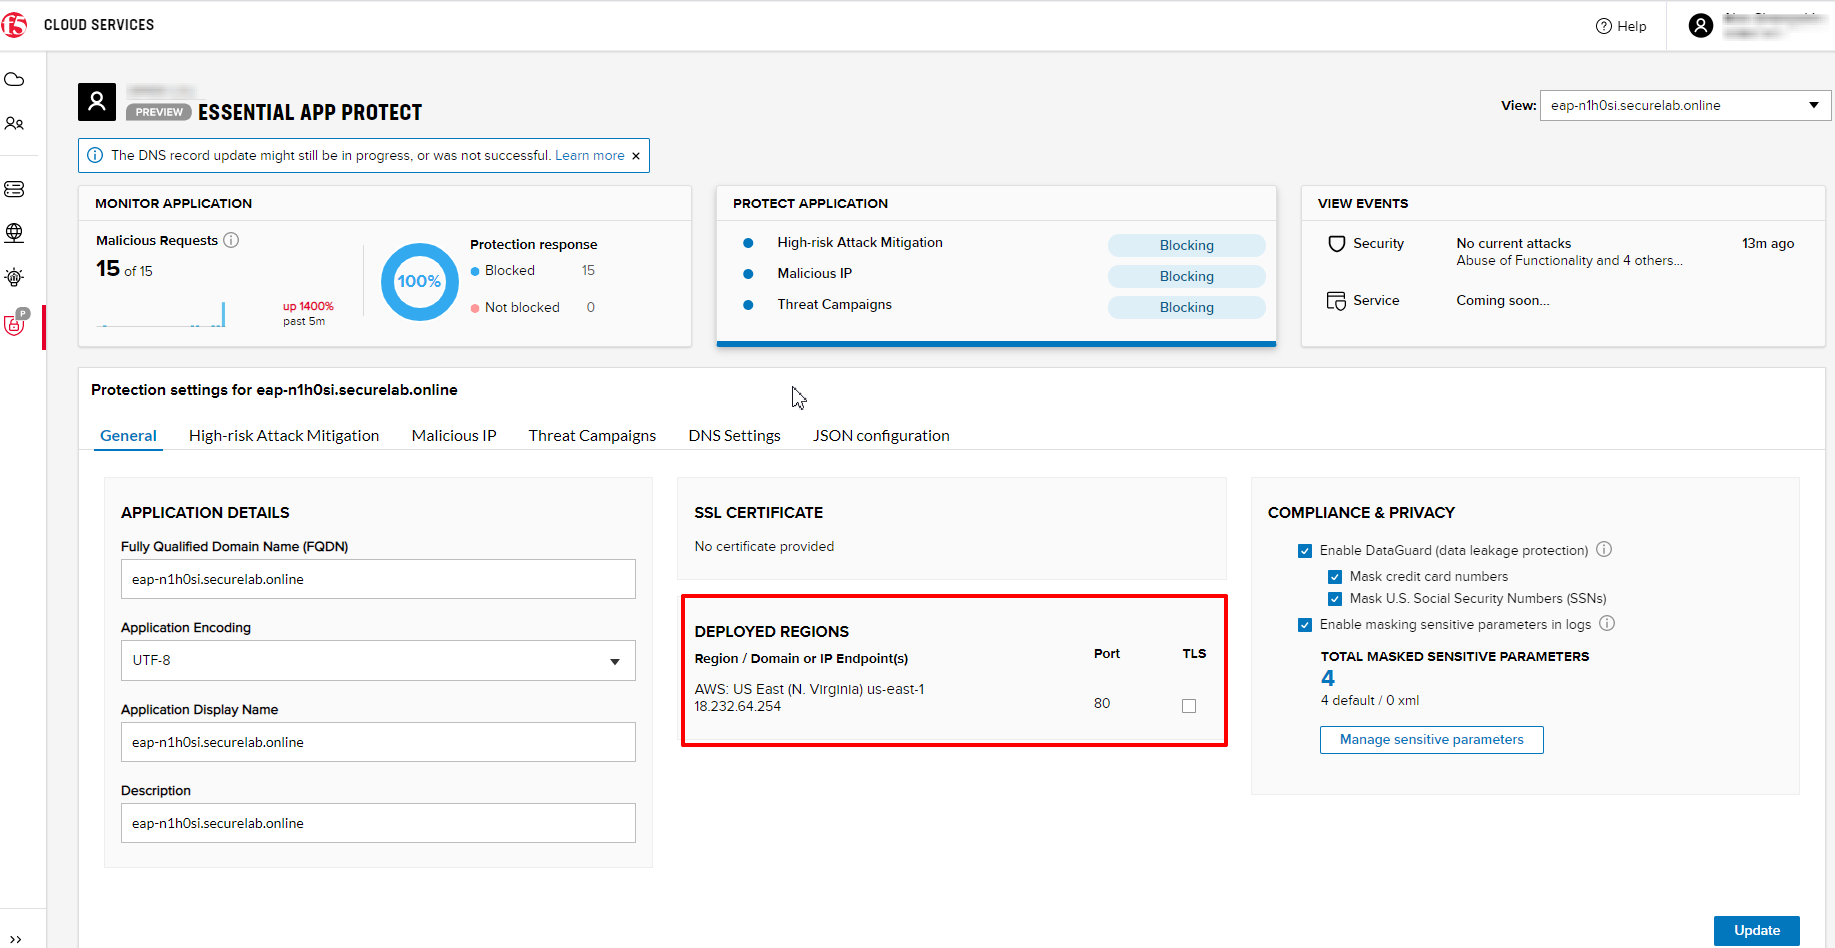 f5 CLOUD SERVICES
Help
PREVIEW ESSENTIAL APP PROTECT
View: eap-n1h0si.securelab.online
The DNS record update might still be in progress, or was not successful. Learn more ×
MONITOR APPLICATION
Malicious Requests
15 of 15
up 1400%
past 5m
100%
Protection response
Blocked 15
Not blocked 0
PROTECT APPLICATION
High-risk Attack Mitigation Blocking
Malicious IP Blocking
Threat Campaigns Blocking
VIEW EVENTS
Security No current attacks 13m ago
Abuse of Functionality and 4 others...
Service Coming soon...
P
Protection settings for eap-n1h0si.securelab.online
General High-risk Attack Mitigation Malicious IP Threat Campaigns DNS Settings JSON configuration
APPLICATION DETAILS
Fully Qualified Domain Name (FQDN)
eap-n1h0si.securelab.online
Application Encoding
UTF-8
Application Display Name
eap-n1h0si.securelab.online
Description
eap-n1h0si.securelab.online
SSL CERTIFICATE
No certificate provided
DEPLOYED REGIONS
Region / Domain or IP Endpoint(s) Port TLS
AWS: US East (N. Virginia) us-east-1
18.232.64.254 80
COMPLIANCE & PRIVACY
Enable DataGuard (data leakage protection)
Mask credit card numbers
Mask U.S. Social Security Numbers (SSNs)
Enable masking sensitive parameters in logs
TOTAL MASKED SENSITIVE PARAMETERS
4
4 default / 0 xml
Manage sensitive parameters
Update